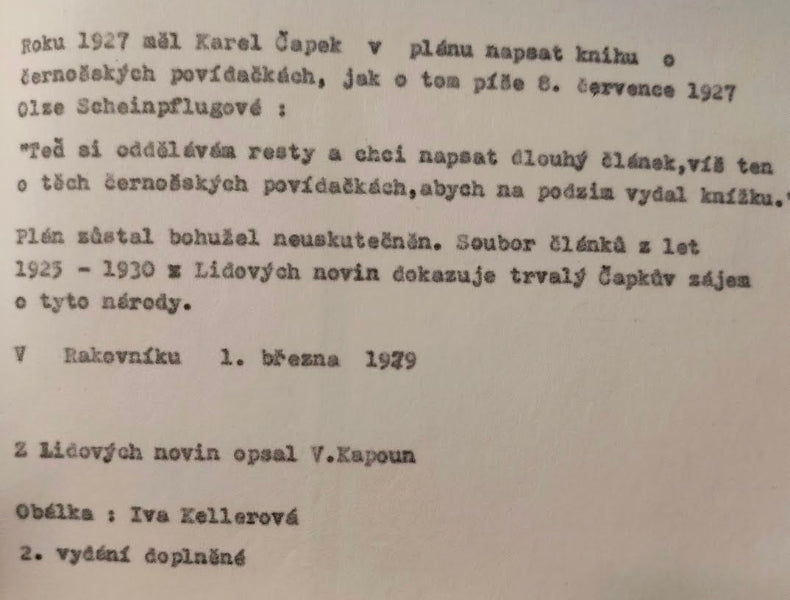 Roku 1927 měl Karel Čapek v plánu napsat knihu o
černošských povídačkách, jak o tom píše 8. července 1927
Olze Scheinpflugové :
"Teď si oddělávám resty a chci napsat dlouhý článek,víš ten
o těch černošských povídačkách,abych na podzim vydal knížku."
Plán zůstal bohužel neuskutečněn. Soubor článků z let
1925 - 1930 z Lidových novin dokazuje trvalý Čapkův zájem
o tyto národy.
V Rakovníku 1. března 1979
Z Lidových novin opsal V.Kapoun
Obálka : Iva Kellerová
2. vydání doplněné